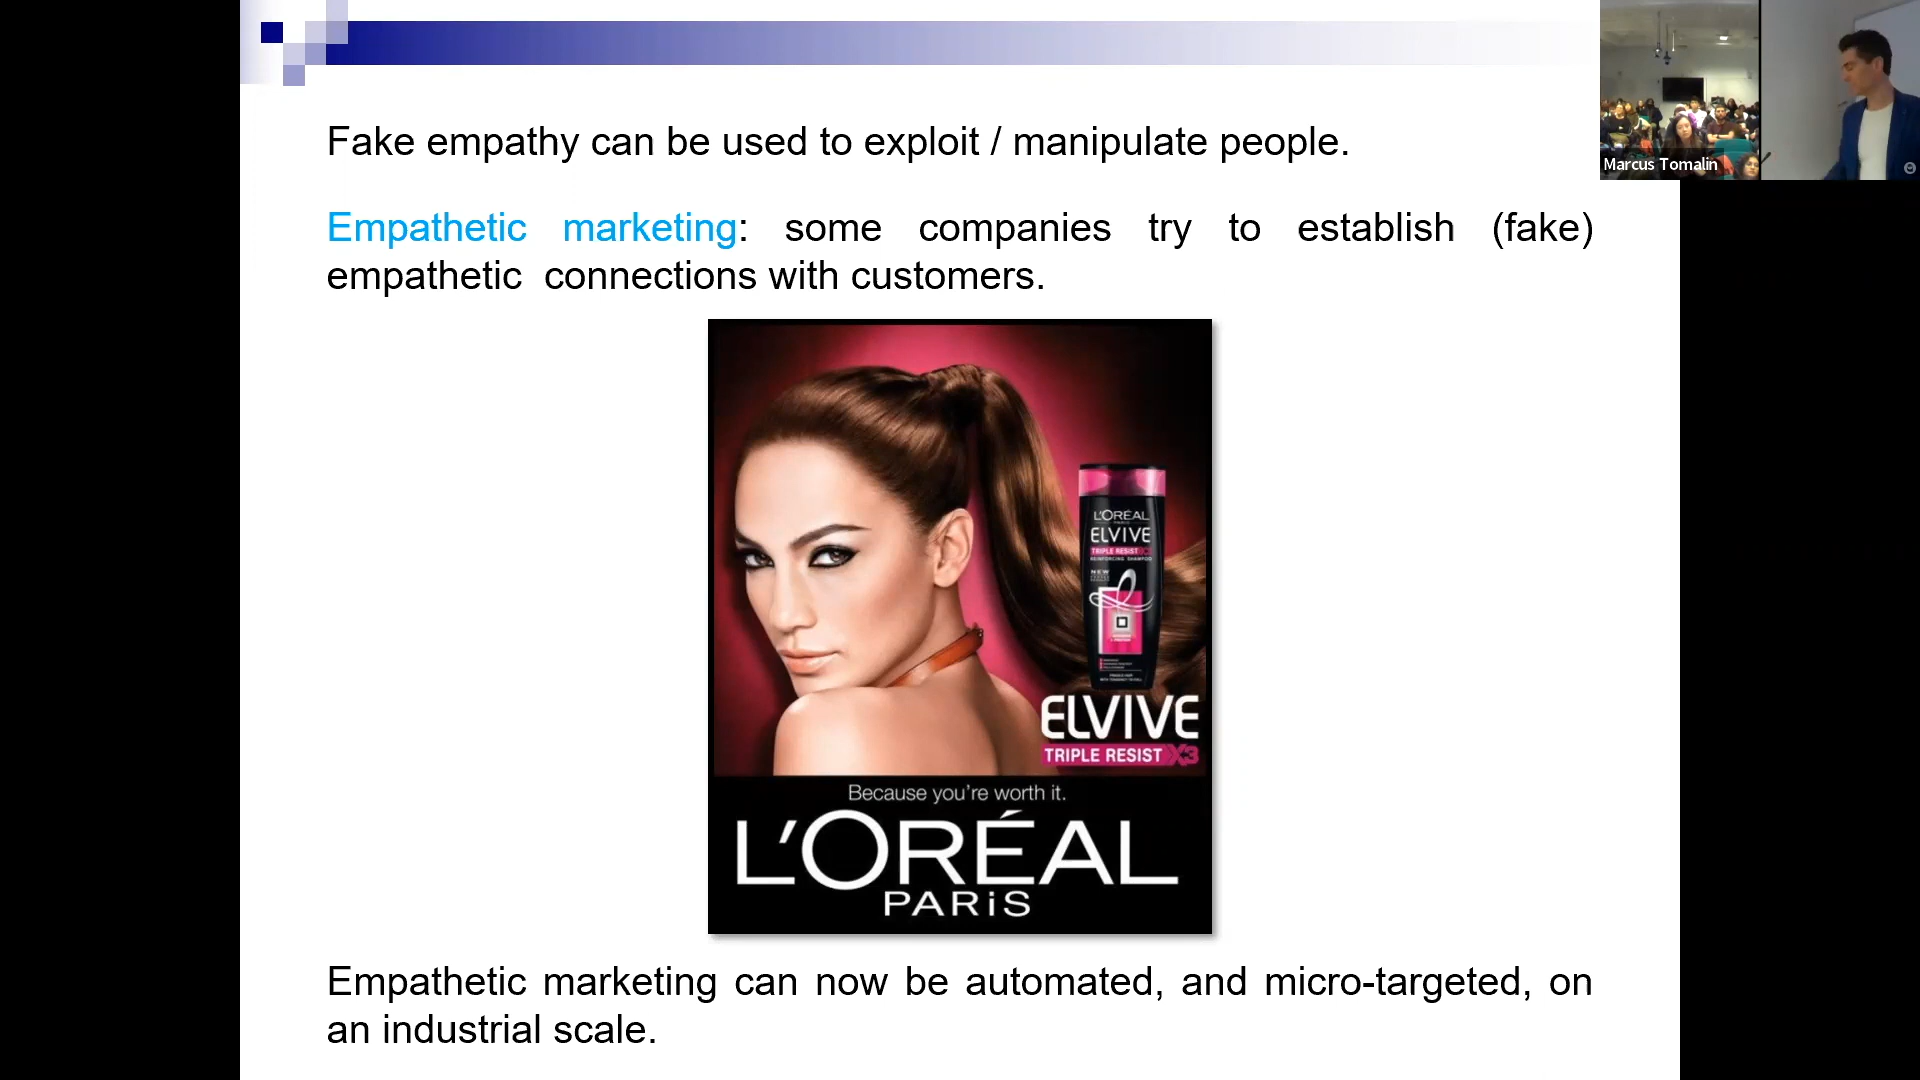 Fake empathy can be used to exploit / manipulate people.
Empathetic marketing: some companies try to establish (fake)
empathetic connections with customers.
L'ORÉAL
PARIS
ELVIVE
TRIPLE RESIST
REINFORCING SHAMPOO
NEW
ELVIVE
TRIPLE RESIST X3
Because you're worth it.
L'ORÉAL
PARiS
Empathetic marketing can now be automated, and micro-targeted, on
an industrial scale.
Marcus Tomalin